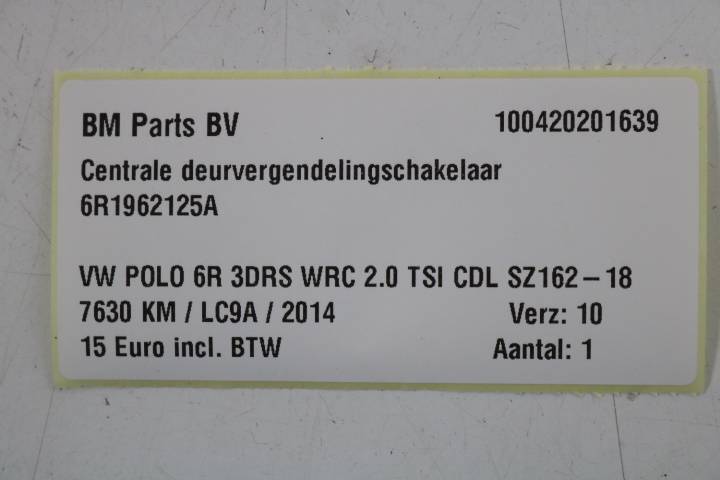 BM Parts BV 100420201639
Centrale deurvergendelingschakelaar
6R1962125A
VW POLO 6R 3DRS WRC 2.0 TSI CDL SZ162 – 18
7630 KM / LC9A / 2014 Verz: 10
15 Euro incl. BTW Aantal: 1